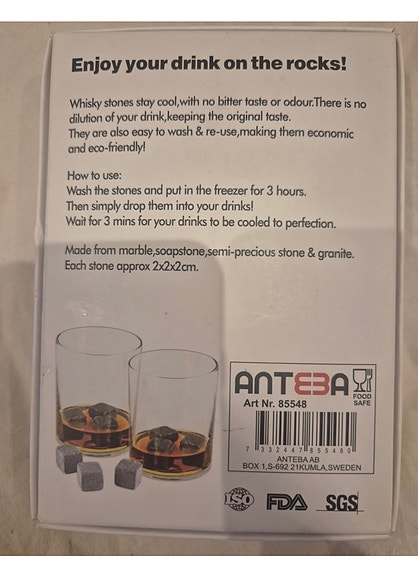 Enjoy your drink on the rocks!
Whisky stones stay cool,with no bitter taste or odour.There is no
dilution of your drink,keeping the original taste.
They are also easy to wash & re-use,making them economic
and eco-friendly!
How to use:
Wash the stones and put in the freezer for 3 hours.
Then simply drop them into your drinks!
Wait for 3 mins for your drinks to be cooled to perfection.
Made from marble,soapstone,semi-precious stone & granite.
Each stone approx 2x2x2cm.
ANTEBA
FOOD
SAFE
Art Nr. 85548
7 332447 855480
ANTEBA AB
BOX 1,S-692 21KUMLA,SWEDEN
ISO FDA SGS